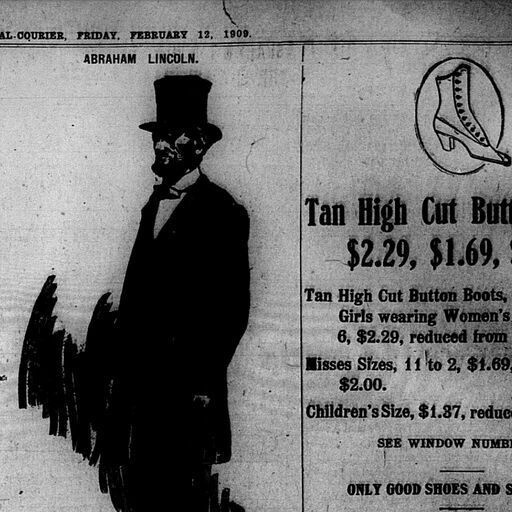 AL-COURIER, FRIDAY, FEBRUARY 12, 1909.
ABRAHAM LINCOLN.
Tan High Cut Butt
$2.29, $1.69,
Tan High Cut Button Boots,
Girls wearing Women's
6, $2.29, reduced from
Misses Sizes, 11 to 2, $1.69,
$2.00.
Children's Size, $1.37, reduc
SEE WINDOW NUMB
ONLY GOOD SHOES AND S